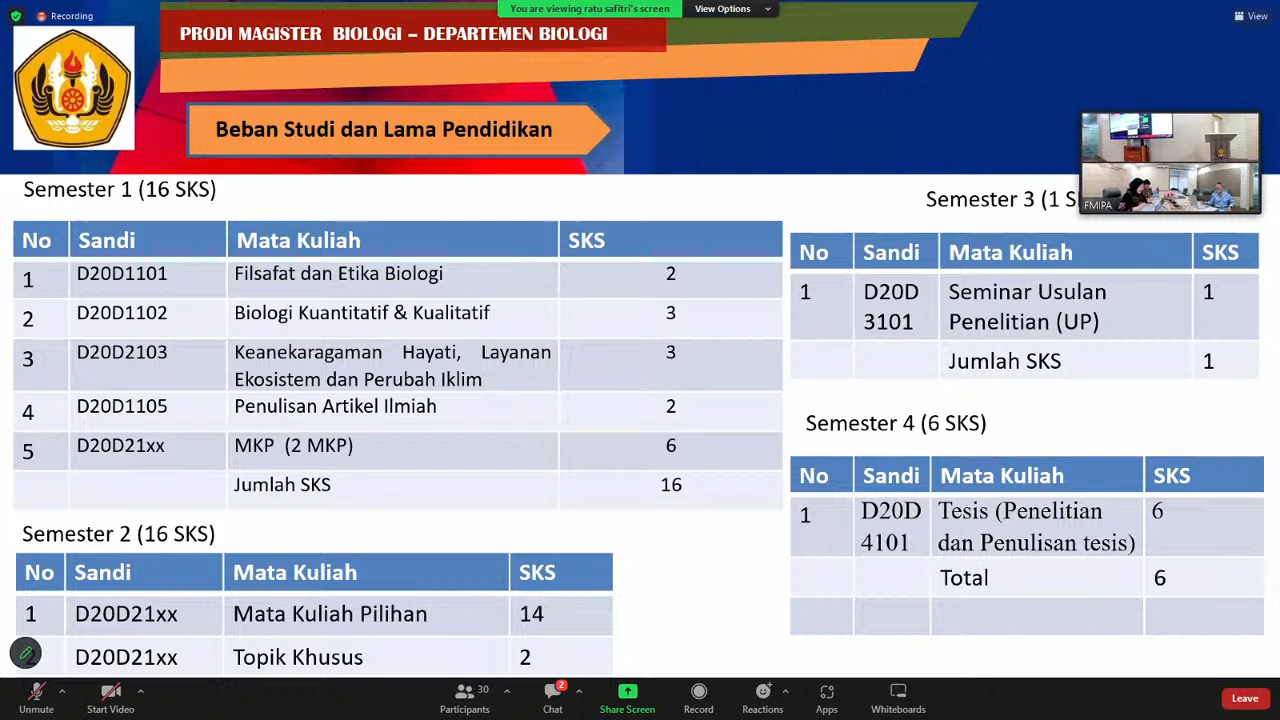 Recording
You are viewing ratu safitri's screen
View Options
View
PRODI MAGISTER BIOLOGI – DEPARTEMEN BIOLOGI
Beban Studi dan Lama Pendidikan
FMIPA
Semester 1 (16 SKS)
No Sandi Mata Kuliah SKS
1 D20D1101 Filsafat dan Etika Biologi 2
2 D20D1102 Biologi Kuantitatif & Kualitatif 3
3 D20D2103 Keanekaragaman Hayati, Layanan 3
Ekosistem dan Perubah Iklim
4 D20D1105 Penulisan Artikel Ilmiah 2
5 D20D21xx MKP (2 MKP) 6
Jumlah SKS 16
Semester 2 (16 SKS)
No Sandi Mata Kuliah SKS
1 D20D21xx Mata Kuliah Pilihan 14
2 D20D21xx Topik Khusus 2
Semester 3 (1 S
No Sandi Mata Kuliah SKS
1 D20D Seminar Usulan 1
3101 Penelitian (UP)
Jumlah SKS 1
Semester 4 (6 SKS)
No Sandi Mata Kuliah SKS
1 D20D Tesis (Penelitian 6
4101 dan Penulisan tesis)
Total 6
Unmute
Start Video
30
Participants
2
Chat
Share Screen
Record
Reactions
Apps
Whiteboards
Leave